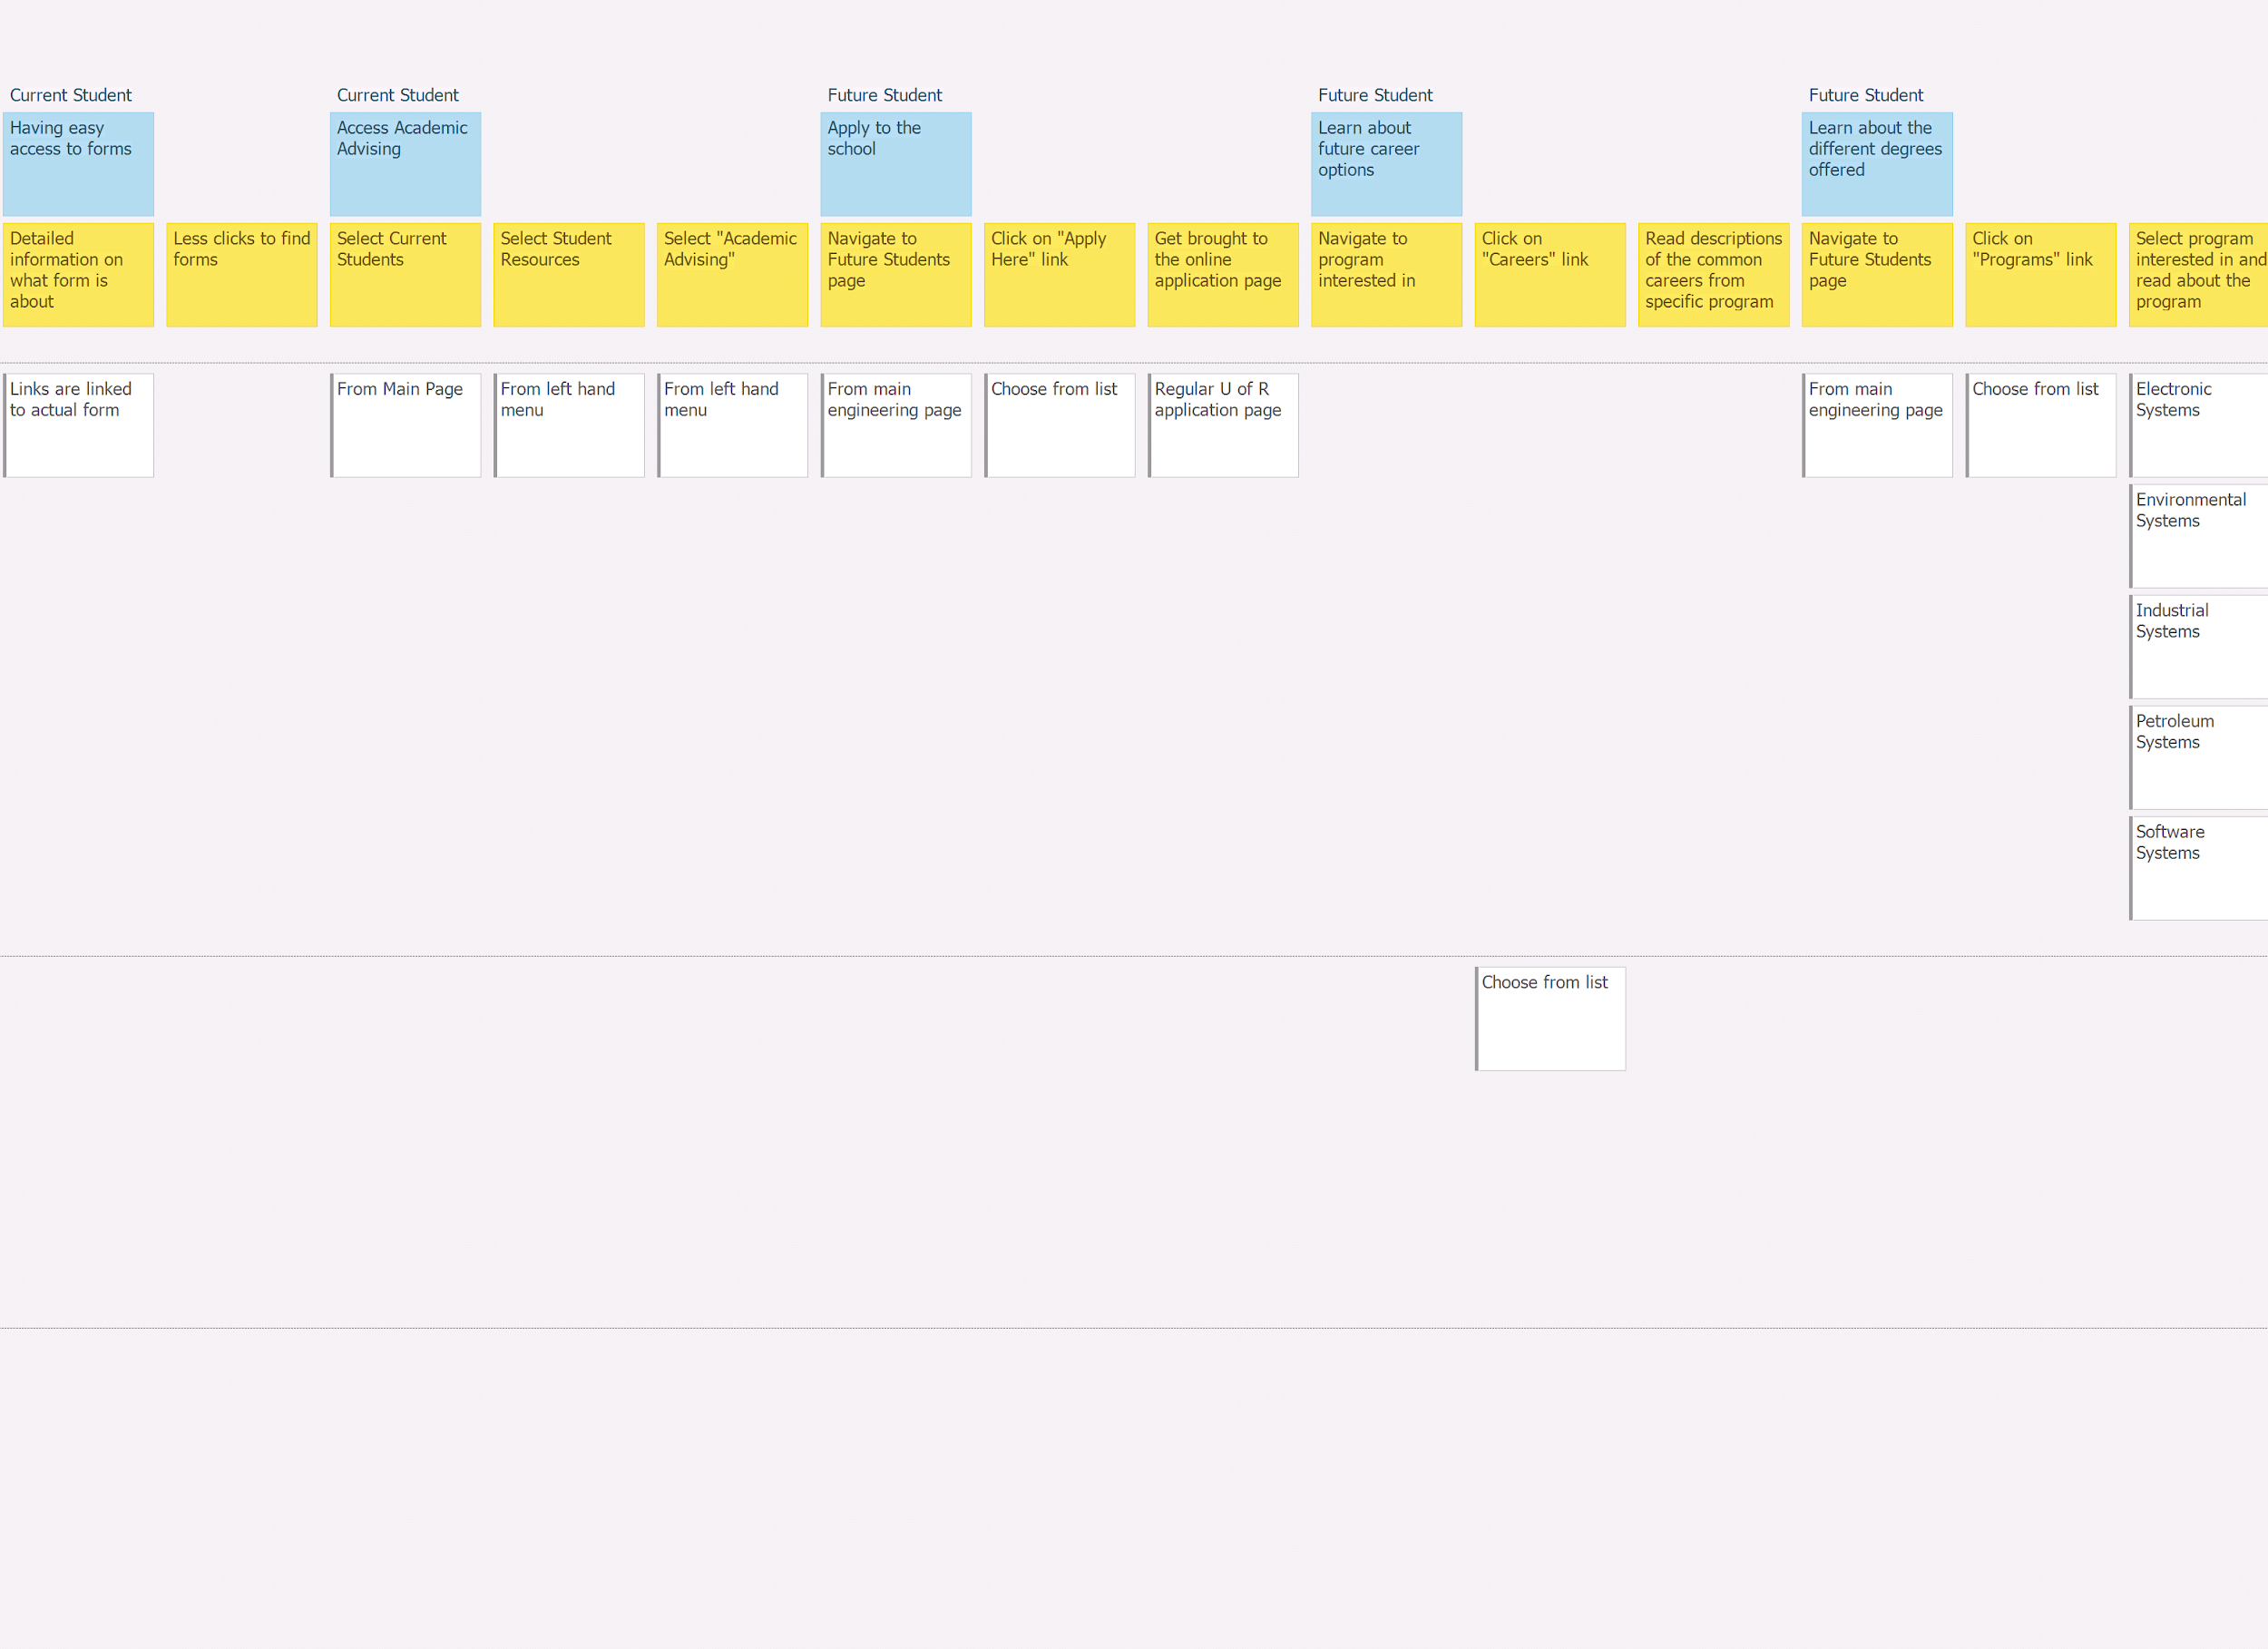 Current Student
Current Student
Future Student
Future Student
Future Student
Having easy
access to forms
Access Academic
Advising
Apply to the
school
Learn about
future career
options
Learn about the
different degrees
offered
Detailed
information on
what form is
about
Less clicks to find
forms
Select Current
Students
Select Student
Resources
Select "Academic
Advising"
Navigate to
Future Students
page
Click on "Apply
Here" link
Get brought to
the online
application page
Navigate to
program
interested in
Click on
"Careers" link
Read descriptions
of the common
careers from
specific program
Navigate to
Future Students
page
Click on
"Programs" link
Select program
interested in and
read about the
program
Links are linked
to actual form
From Main Page
From left hand
menu
From left hand
menu
From main
engineering page
Choose from list
Regular U of R
application page
From main
engineering page
Choose from list
Electronic
Systems
Environmental
Systems
Industrial
Systems
Petroleum
Systems
Software
Systems
Choose from list